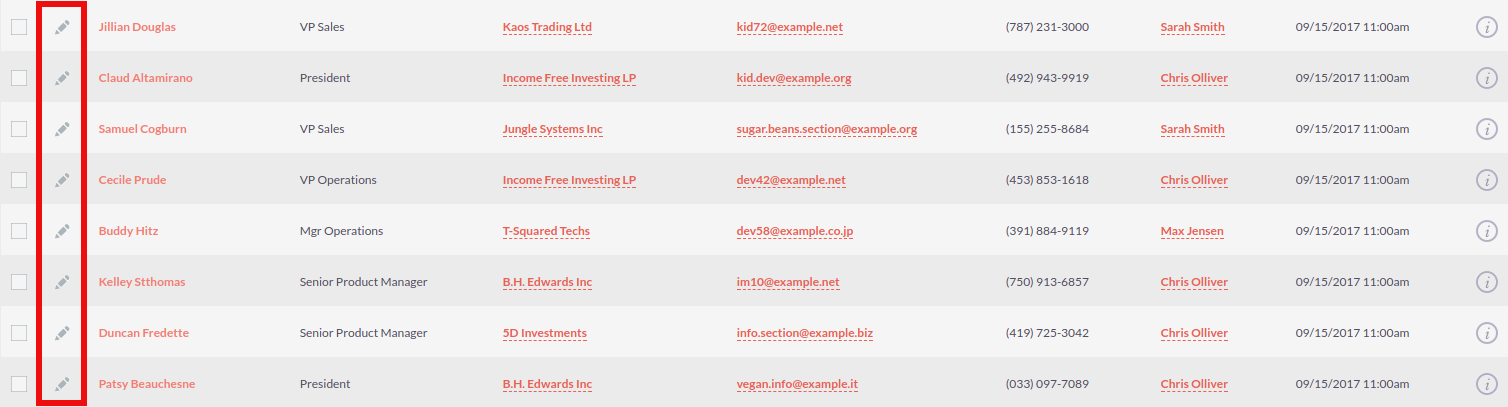 Jillian Douglas VP Sales Kaos Trading Ltd kid72@example.net (787) 231-3000 Sarah Smith 09/15/2017 11:00am i
Claud Altamirano President Income Free Investing LP kid.dev@example.org (492) 943-9919 Chris Olliver 09/15/2017 11:00am i
Samuel Cogburn VP Sales Jungle Systems Inc sugar.beans.section@example.org (155) 255-8684 Sarah Smith 09/15/2017 11:00am i
Cecile Prude VP Operations Income Free Investing LP dev42@example.net (453) 853-1618 Chris Olliver 09/15/2017 11:00am i
Buddy Hitz Mgr Operations T-Squared Techs dev58@example.co.jp (391) 884-9119 Max Jensen 09/15/2017 11:00am i
Kelley Stthomas Senior Product Manager B.H. Edwards Inc im10@example.net (750) 913-6857 Chris Olliver 09/15/2017 11:00am i
Duncan Fredette Senior Product Manager 5D Investments info.section@example.biz (419) 725-3042 Chris Olliver 09/15/2017 11:00am i
Patsy Beauchesne President B.H. Edwards Inc vegan.info@example.it (033) 097-7089 Chris Olliver 09/15/2017 11:00am i